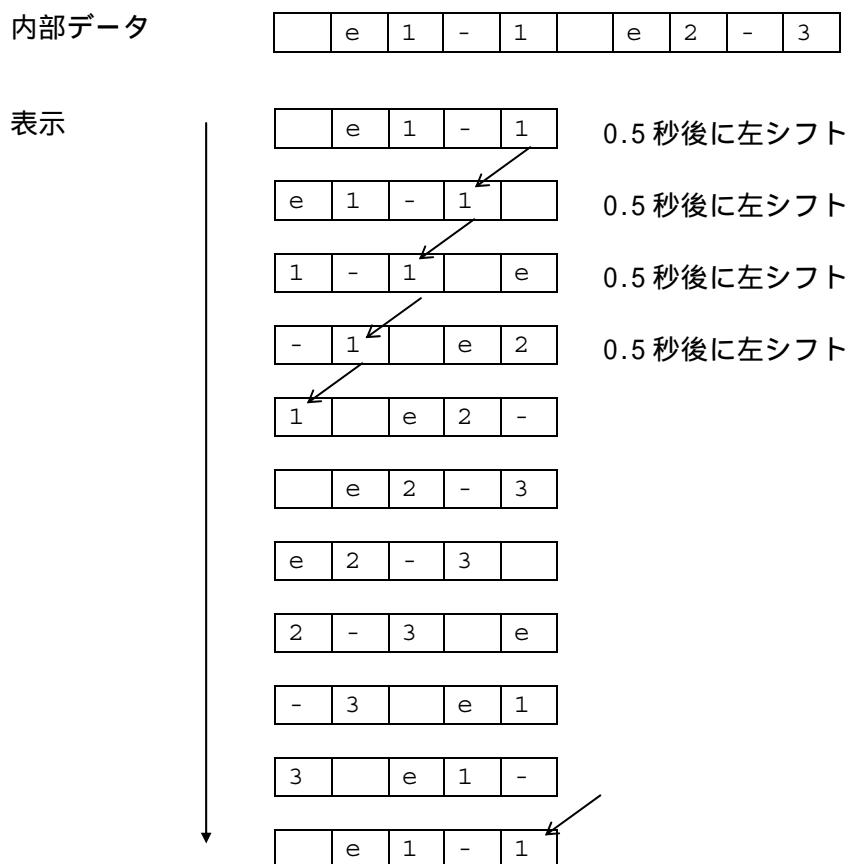 内部データ e 1 - 1 e 2 - 3
表示 e 1 - 1 0.5秒後に左シフト
e 1 - 1 0.5秒後に左シフト
1 - 1 e 0.5秒後に左シフト
- 1 e 2 0.5秒後に左シフト
1 e 2 -
e 2 - 3
e 2 - 3
2 - 3 e
- 3 e 1
3 e 1 -
e 1 - 1